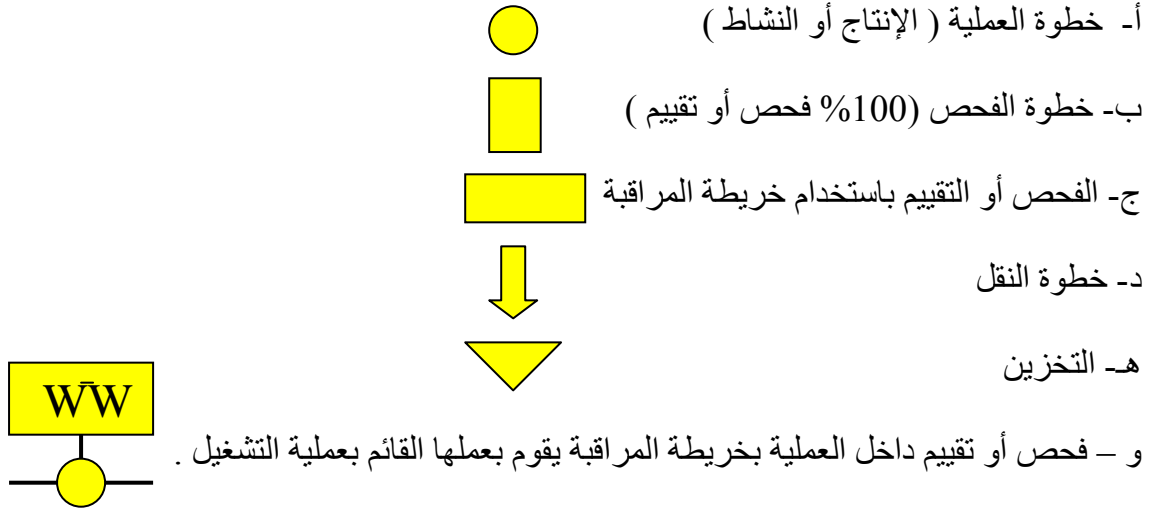 أ- خطوة العملية ( الإنتاج أو النشاط )
ب- خطوة الفحص (100% فحص أو تقييم )
ج- الفحص أو التقييم باستخدام خريطة المراقبة
د- خطوة النقل
هـ- التخزين
و – فحص أو تقييم داخل العملية بخريطة المراقبة يقوم بعملها القائم بعملية التشغيل .
W̄W